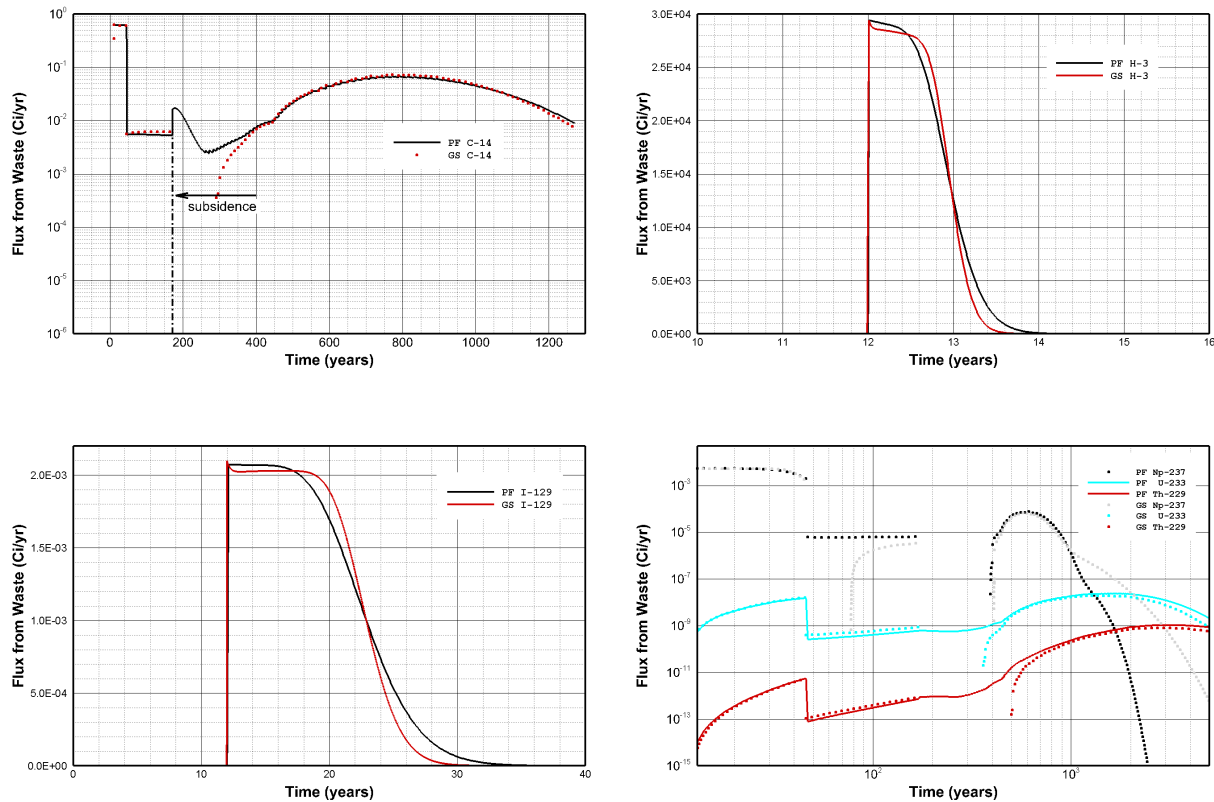 10^0
10^-1
10^-2
10^-3
10^-4
10^-5
10^-6
Flux from Waste (Ci/yr)
PF C-14
GS C-14
subsidence
0 200 400 600 800 1000 1200
Time (years)
3.0E+04
2.5E+04
2.0E+04
1.5E+04
1.0E+04
5.0E+03
0.0E+00
Flux from Waste (Ci/yr)
PF H-3
GS H-3
10 11 12 13 14 15 16
Time (years)
2.0E-03
1.5E-03
1.0E-03
5.0E-04
0.0E+00
Flux from Waste (Ci/yr)
PF I-129
GS I-129
0 10 20 30 40
Time (years)
10^-3
10^-5
10^-7
10^-9
10^-11
10^-13
10^-15
Flux from Waste (Ci/yr)
PF Np-237
PF U-233
PF Th-229
GS Np-237
GS U-233
GS Th-229
10^2 10^3
Time (years)